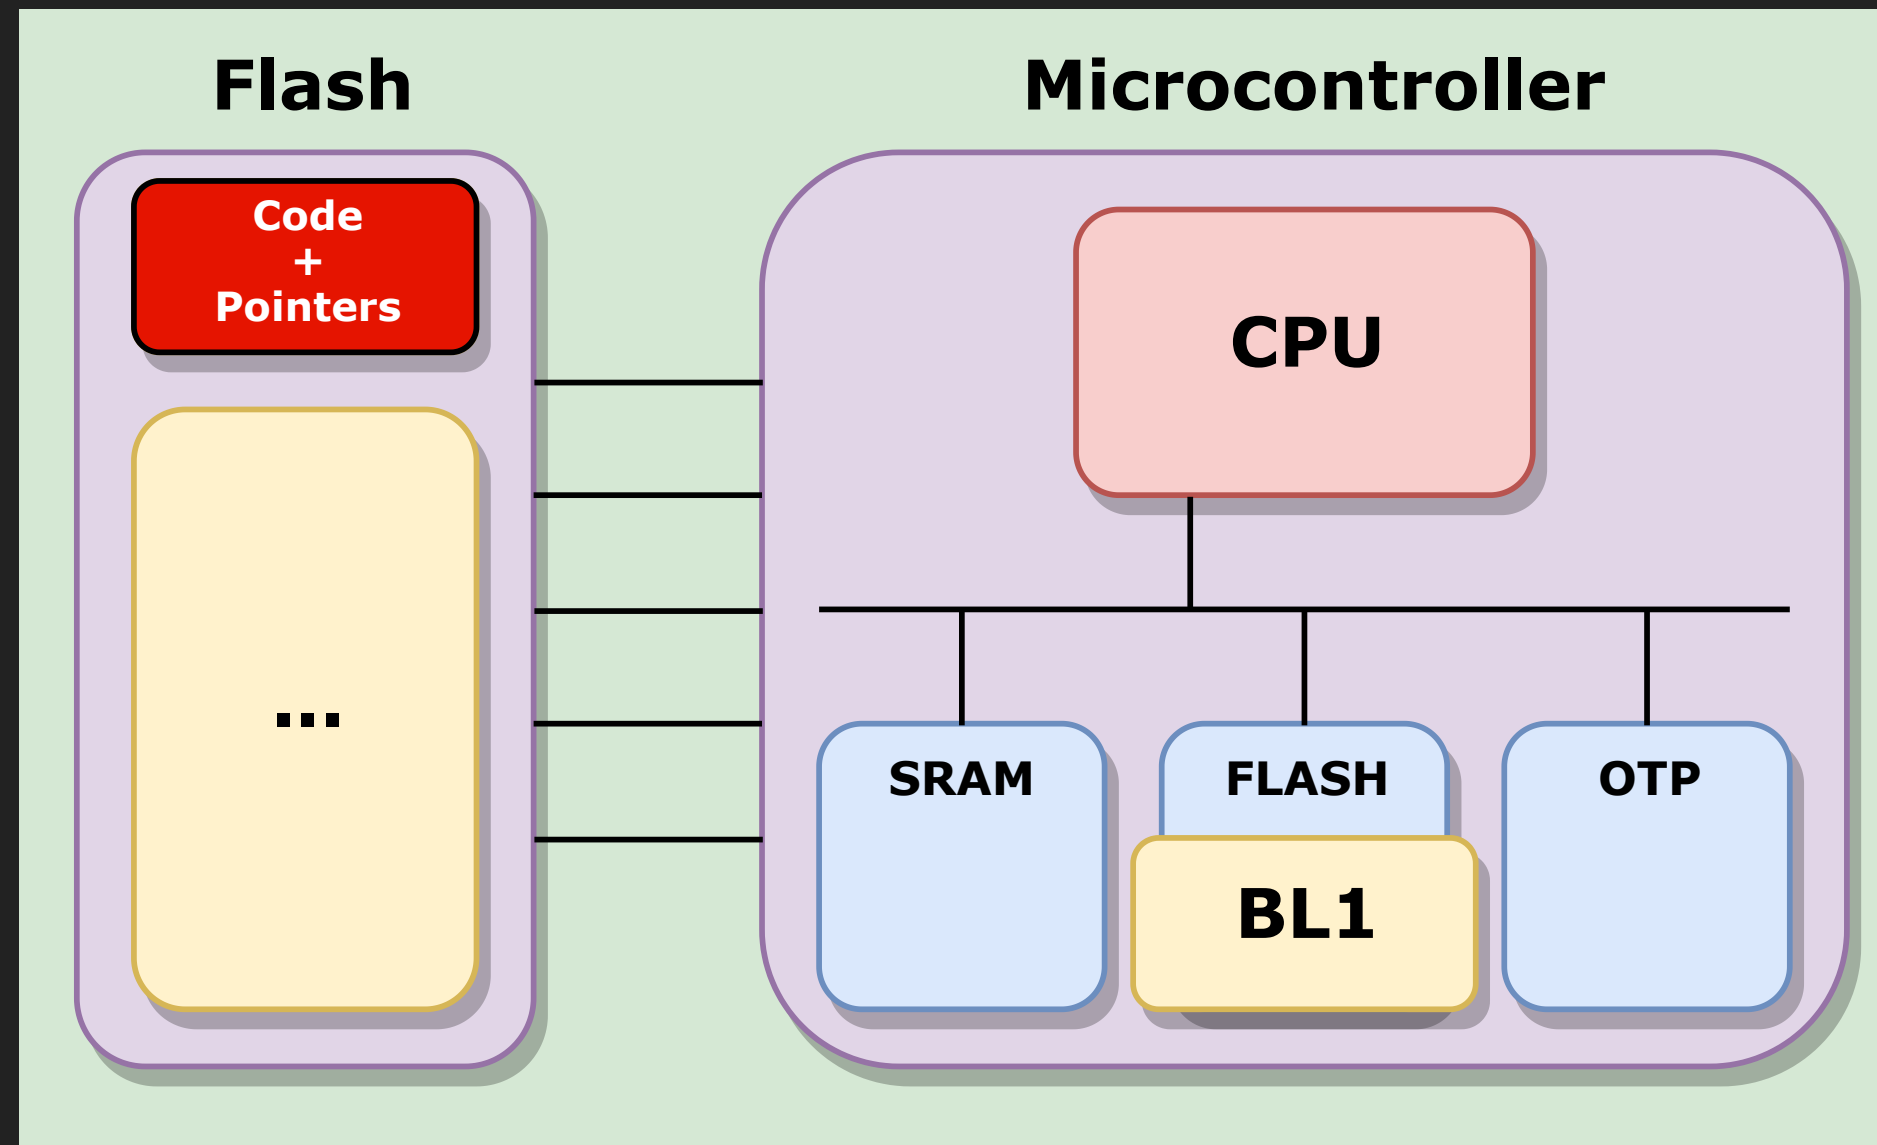 Flash
Microcontroller
Code
+
Pointers
CPU
...
SRAM
FLASH
OTP
BL1